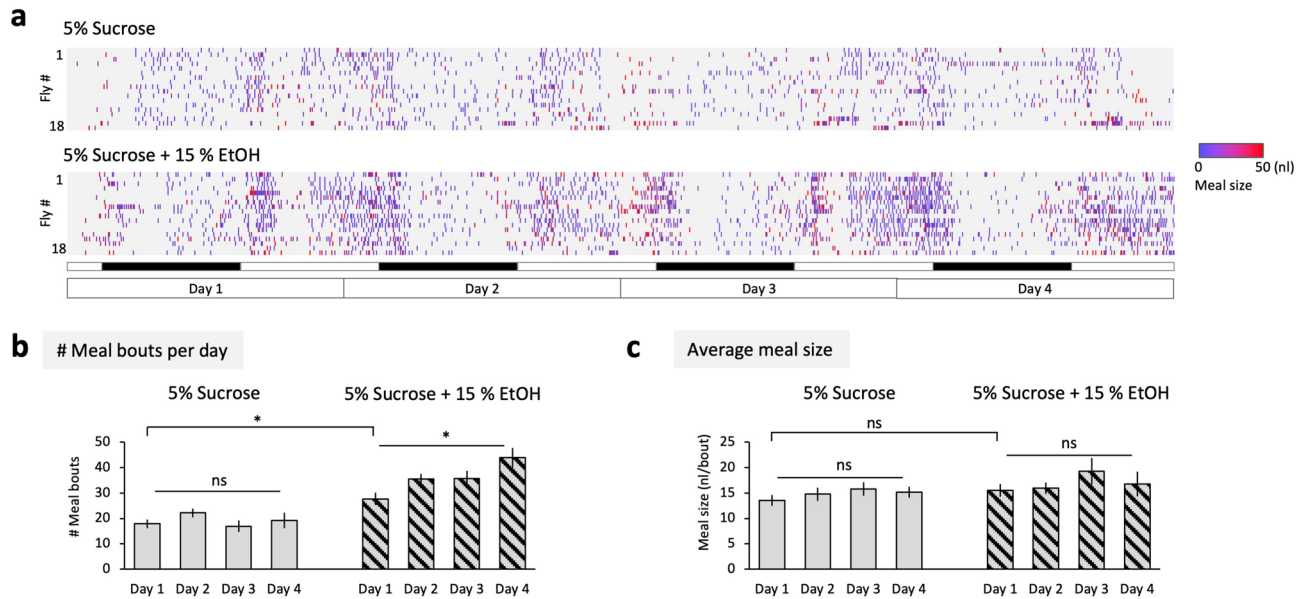 a
5% Sucrose
1
Fly #
18
5% Sucrose + 15 % EtOH
1
Fly #
18
0 50 (nl)
Meal size
Day 1 Day 2 Day 3 Day 4
b # Meal bouts per day
5% Sucrose 5% Sucrose + 15 % EtOH
* *
ns
50
40
30
20
10
0
# Meal bouts
Day 1 Day 2 Day 3 Day 4 Day 1 Day 2 Day 3 Day 4
c Average meal size
5% Sucrose 5% Sucrose + 15 % EtOH
ns
ns ns
25
20
15
10
5
0
Meal size (nl/bout)
Day 1 Day 2 Day 3 Day 4 Day 1 Day 2 Day 3 Day 4